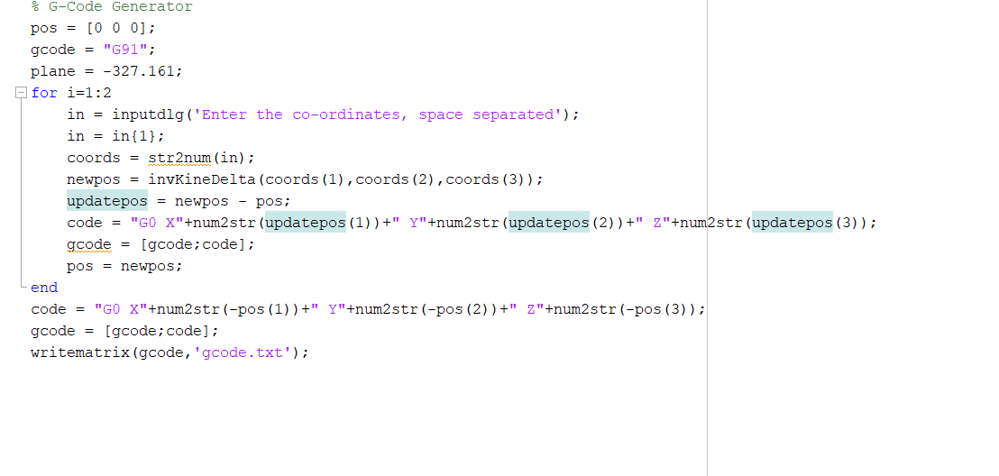 % G-Code Generator
pos = [0 0 0];
gcode = "G91";
plane = -327.161;
for i=1:2
    in = inputdlg('Enter the co-ordinates, space separated');
    in = in{1};
    coords = str2num(in);
    newpos = invKineDelta(coords(1),coords(2),coords(3));
    updatepos = newpos - pos;
    code = "G0 X"+num2str(updatepos(1))+" Y"+num2str(updatepos(2))+" Z"+num2str(updatepos(3));
    gcode = [gcode;code];
    pos = newpos;
end
code = "G0 X"+num2str(-pos(1))+" Y"+num2str(-pos(2))+" Z"+num2str(-pos(3));
gcode = [gcode;code];
writematrix(gcode,'gcode.txt');